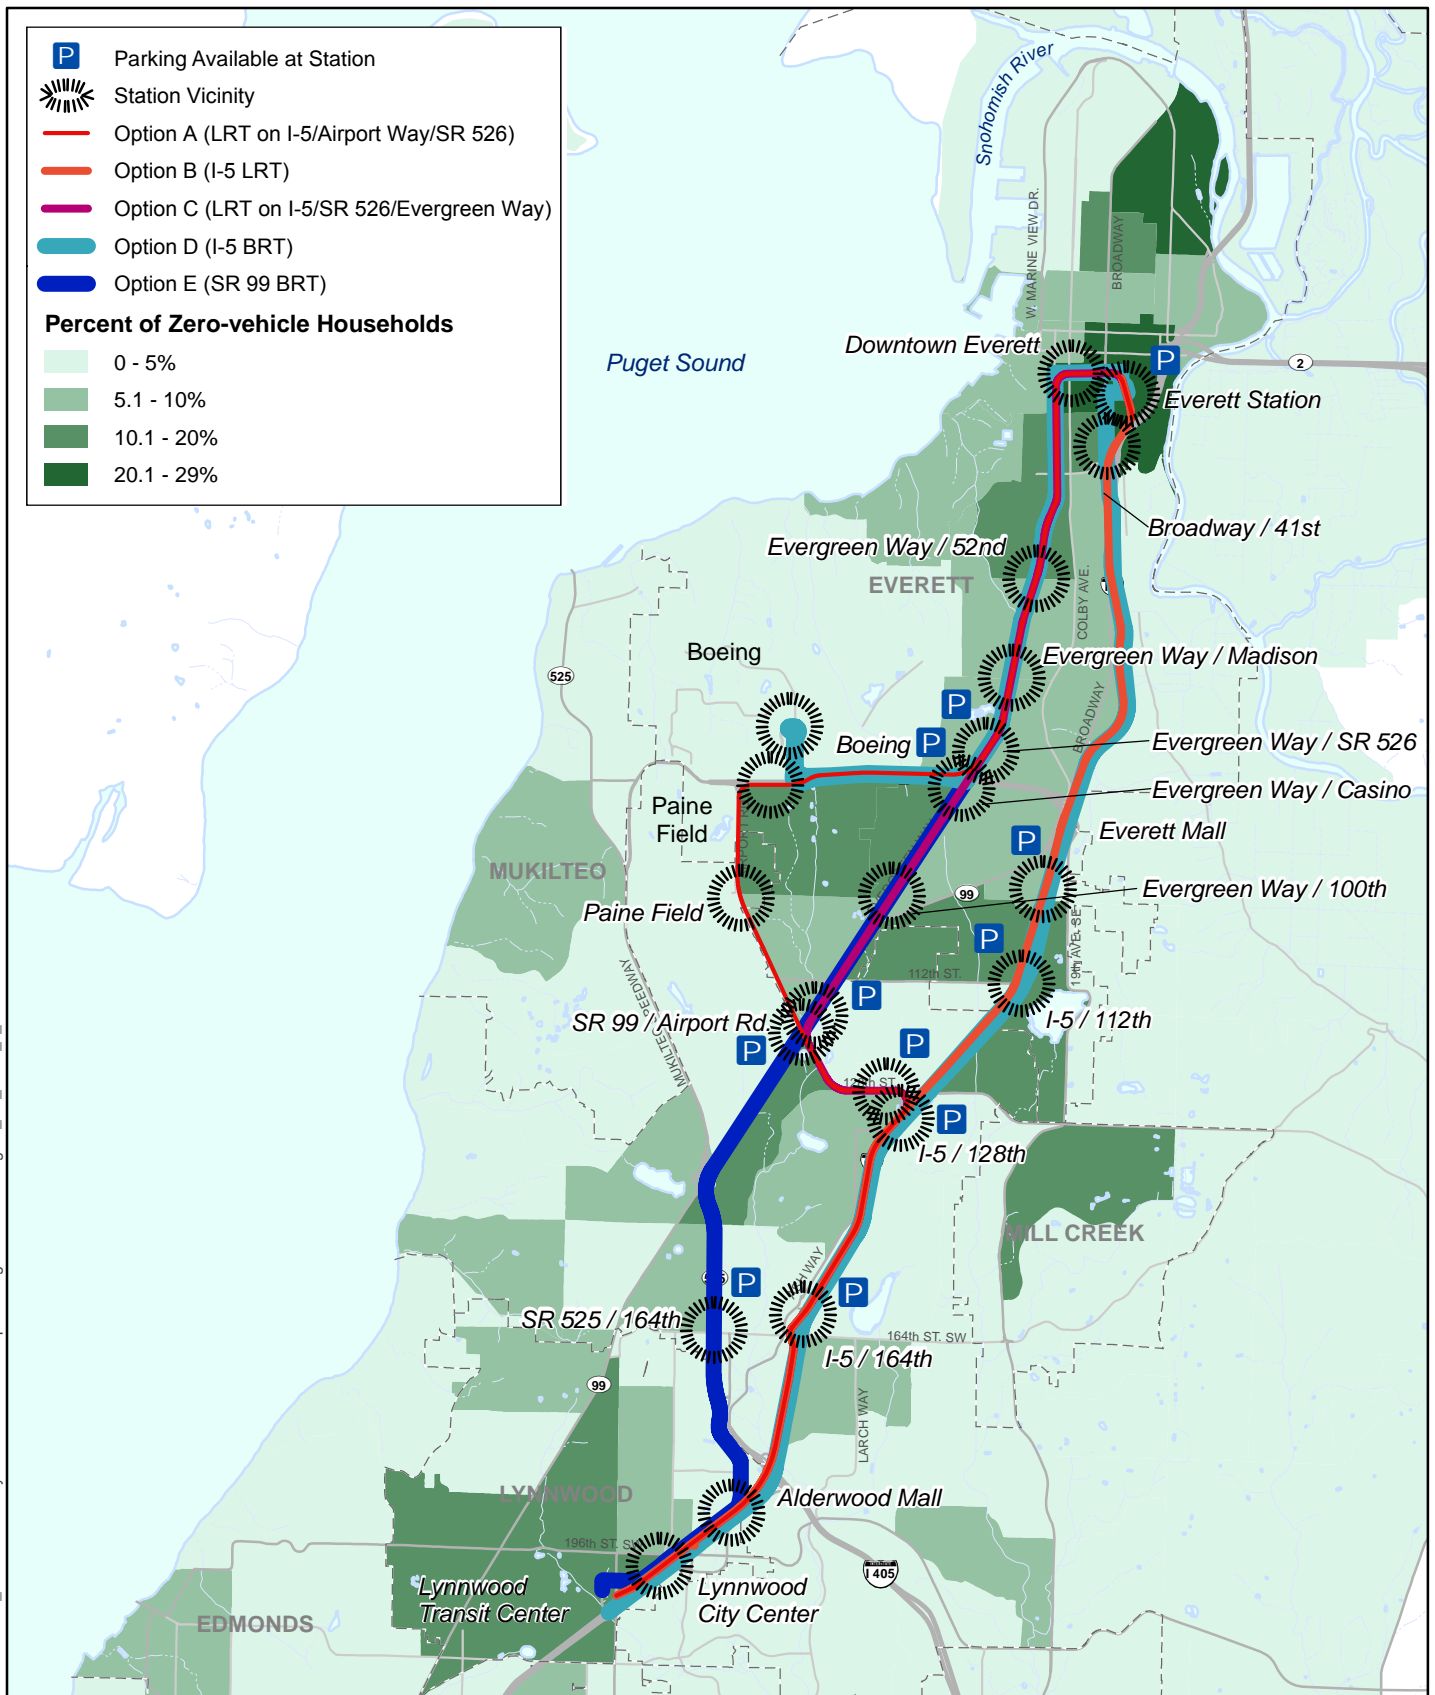 P Parking Available at Station
Station Vicinity
Option A (LRT on I-5/Airport Way/SR 526)
Option B (I-5 LRT)
Option C (LRT on I-5/SR 526/Evergreen Way)
Option D (I-5 BRT)
Option E (SR 99 BRT)
Percent of Zero-vehicle Households
0 - 5%
5.1 - 10%
10.1 - 20%
20.1 - 29%
Snohomish River
W. MARINE VIEW DR.
BROADWAY
Puget Sound
Downtown Everett
P
2
Everett Station
Broadway / 41st
Evergreen Way / 52nd
EVERETT
COLBY AVE.
Boeing
Evergreen Way / Madison
525
P
BROADWAY
Boeing
P
Evergreen Way / SR 526
Paine
Field
Evergreen Way / Casino
Everett Mall
P
MUKILTEO
99
Evergreen Way / 100th
Paine Field
P
19th AVE. SE
112th ST.
MUKILTEO SPEEDWAY
P
SR 99 / Airport Rd.
I-5 / 112th
P
P
P
I-5 / 128th
MILL CREEK
P
P
SR 525 / 164th
164th ST. SW
I-5 / 164th
99
LARCH WAY
LYNNWOOD
Alderwood Mall
196th ST. SW
I 405
Lynnwood
Transit Center
Lynnwood
City Center
EDMONDS